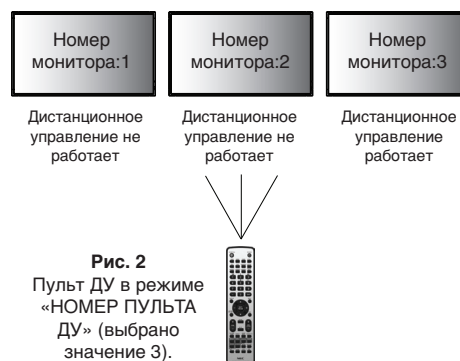 Номер
монитора:1
Номер
монитора:2
Номер
монитора:3
Дистанционное
управление не
работает
Дистанционное
управление не
работает
Дистанционное
управление
работает
Рис. 2
Пульт ДУ в режиме
«НОМЕР ПУЛЬТА
ДУ» (выбрано
значение 3).